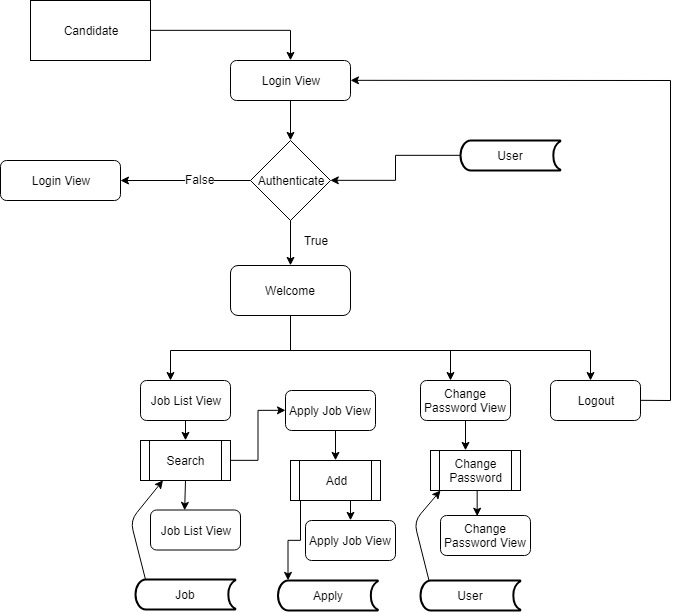 Candidate
Login View
User
Login View
False
Authenticate
True
Welcome
Job List View
Apply Job View
Change
Password View
Logout
Search
Add
Change
Password
Job List View
Apply Job View
Change
Password View
Job
Apply
User